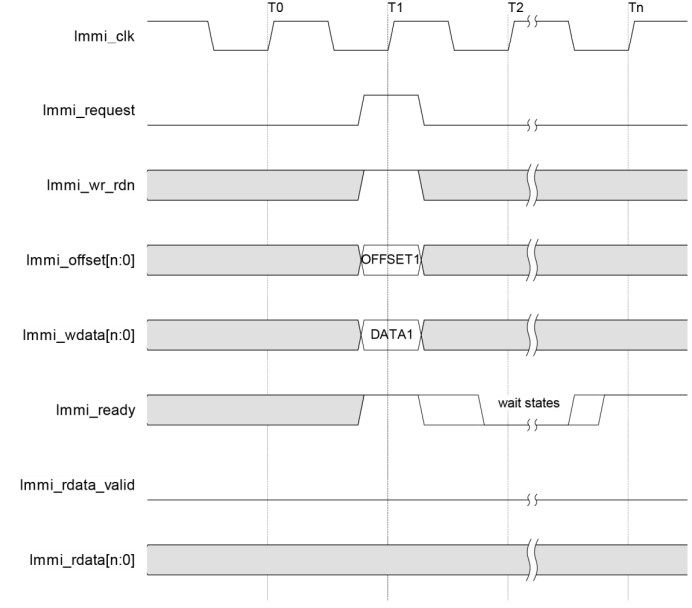 T0 T1 T2 Tn
lmmi_clk
lmmi_request
lmmi_wr_rdn
lmmi_offset[n:0] OFFSET1
lmmi_wdata[n:0] DATA1
lmmi_ready wait states
lmmi_rdata_valid
lmmi_rdata[n:0]